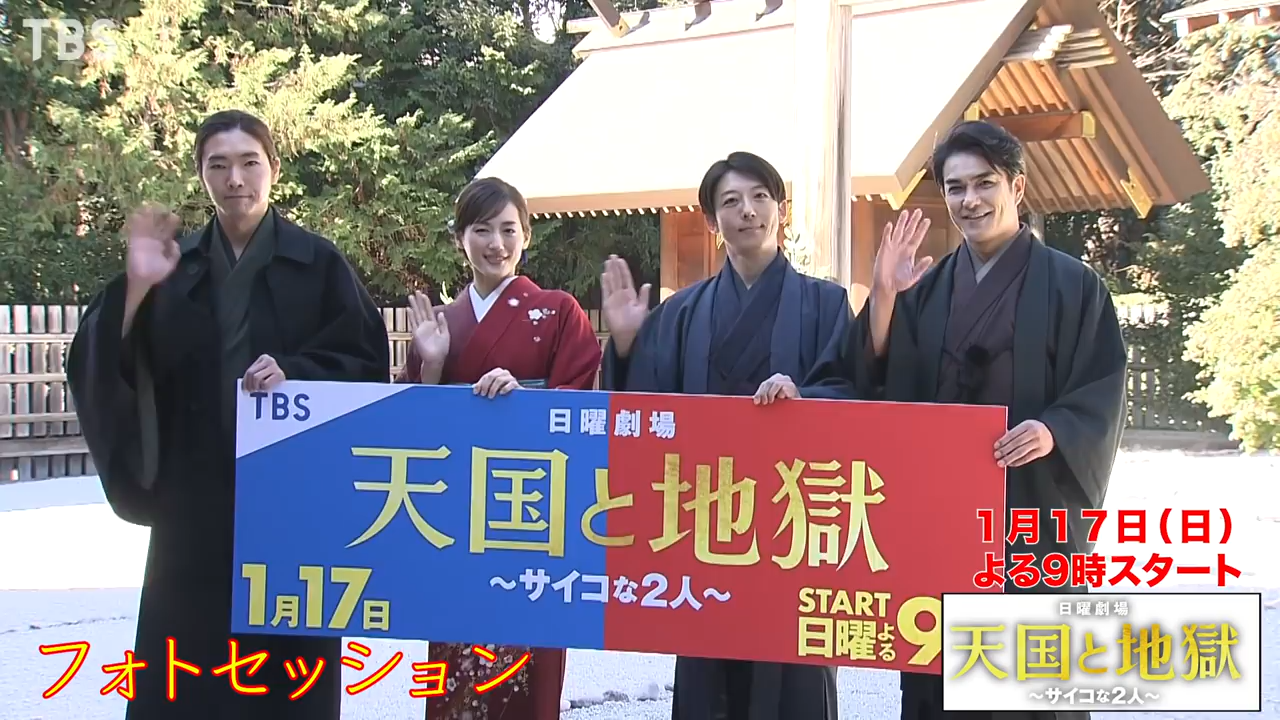 TBS
TBS
日曜劇場
天国と地獄
～サイコな2人～
1月17日
START
日曜よる9
1月17日(日)
よる9時スタート
日曜劇場
天国と地獄
～サイコな2人～
フォトセッション